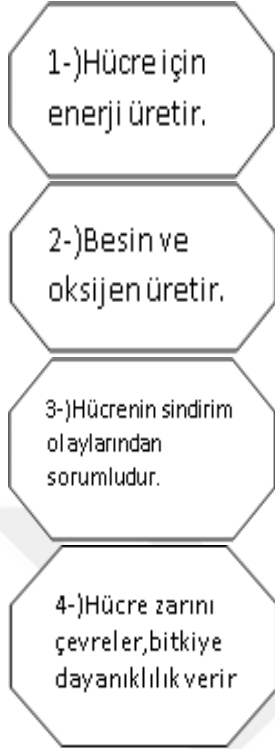 1-)Hücre için
enerji üretir.
2-)Besin ve
oksijen üretir.
3-)Hücrenin sindirim
olaylarından
sorumludur.
4-)Hücre zarını
çevreler,bitkiye
dayanıklılık verir